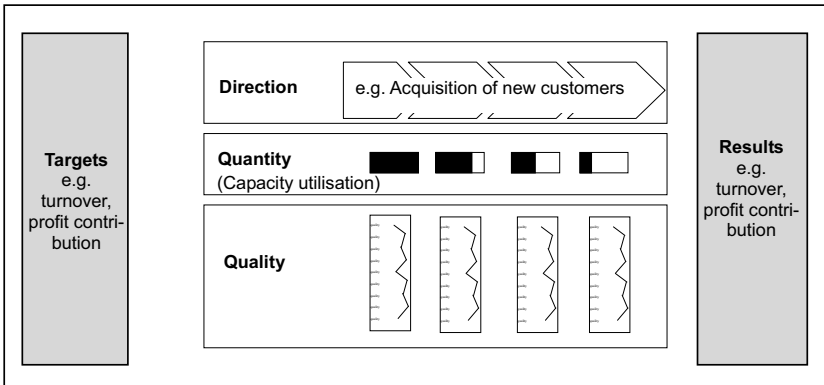 Targets
e.g.
turnover,
profit contri-
bution
Direction
e.g. Acquisition of new customers
Quantity
(Capacity utilisation)
Quality
Results
e.g.
turnover,
profit contri-
bution